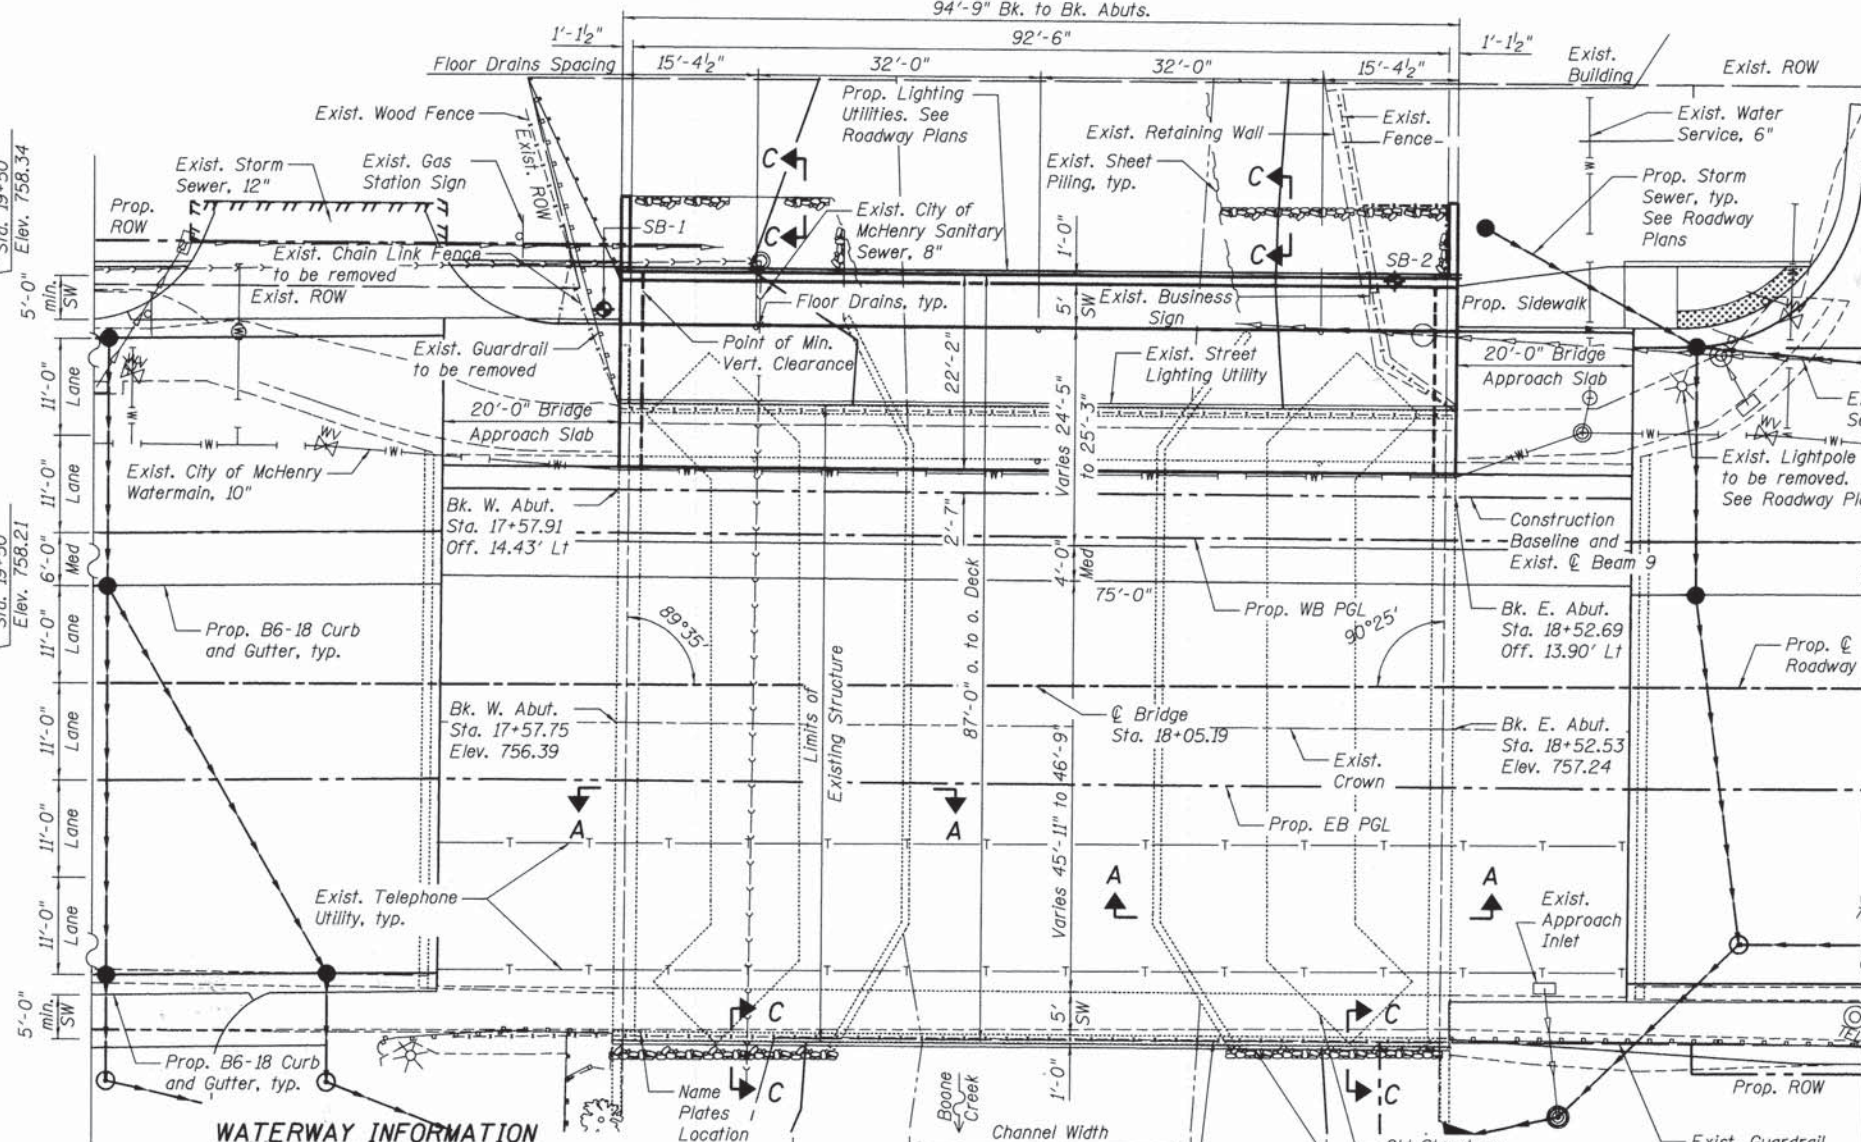 94'-9" Bk. to Bk. Abuts.
1'-1½"
92'-6"
1'-1½"
Floor Drains Spacing
15'-4½"
32'-0"
32'-0"
15'-4½"
Exist.
Building
Exist. ROW
Sta. 19+50
Elev. 758.34
Exist. Wood Fence
Exist. ROW
Prop. Lighting
Utilities. See
Roadway Plans
Exist. Retaining Wall
Exist.
Fence
Exist. Water
Service, 6"
Exist. Storm
Sewer, 12"
Exist. Gas
Station Sign
C
C
Exist. Sheet
Piling, typ.
C
C
Prop. Storm
Sewer, typ.
See Roadway
Plans
Prop.
ROW
SB-1
Exist. City of
McHenry Sanitary
Sewer, 8"
1'-0"
SB-2
Exist. Chain Link Fence
to be removed
Exist. ROW
5'-0"
min.
SW
Floor Drains, typ.
5'
SW
Exist. Business
Sign
Prop. Sidewalk
Exist. Guardrail
to be removed
Point of Min.
Vert. Clearance
22'-2"
Exist. Street
Lighting Utility
20'-0" Bridge
Approach Slab
WV
11'-0"
Lane
W
W
W
20'-0" Bridge
Approach Slab
Varies 24'-5"
to 25'-3"
WV
W
W
W
W
W
W
W
W
W
WV
W
Exist. City of McHenry
Watermain, 10"
11'-0"
Lane
Exist. Lightpole
to be removed.
See Roadway Pla
Bk. W. Abut.
Sta. 17+57.91
Off. 14.43' Lt
2'-7"
Construction
Baseline and
Exist. ℄ Beam 9
Elev. 758.21
6'-0"
Med
4'-0"
Med
75'-0"
Prop. WB PGL
Bk. E. Abut.
Sta. 18+52.69
Off. 13.90' Lt
Prop. B6-18 Curb
and Gutter, typ.
11'-0"
Lane
89°35'
90°25'
Prop. ℄
Roadway
Limits of
Existing Structure
87'-0" o. to o. Deck
Bk. W. Abut.
Sta. 17+57.75
Elev. 756.39
11'-0"
Lane
℄ Bridge
Sta. 18+05.19
Exist.
Crown
Bk. E. Abut.
Sta. 18+52.53
Elev. 757.24
A
A
Prop. EB PGL
11'-0"
Lane
T T T T T T T T T T T T
Varies 45'-11" to 46'-9"
A
A
Exist. Telephone
Utility, typ.
11'-0"
Lane
Exist.
Approach
Inlet
T T T T T T T T T T T T
5'-0"
min.
SW
5'
SW
C
C
Prop. B6-18 Curb
and Gutter, typ.
Name
Plates
Location
C
C
Boone
Creek
1'-0"
Prop. ROW
WATERWAY INFORMATION
Channel Width